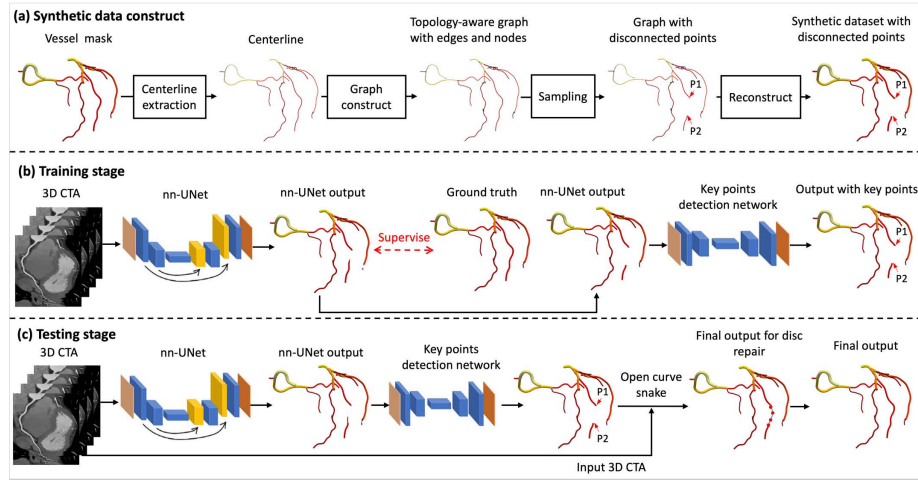 (a) Synthetic data construct
Vessel mask
Centerline
extraction
Centerline
Graph
construct
Topology-aware graph
with edges and nodes
Sampling
Graph with
disconnected points
P1
P2
Reconstruct
Synthetic dataset with
disconnected points
P1
P2
(b) Training stage
3D CTA
nn-UNet
nn-UNet output
Supervise
Ground truth
nn-UNet output
Key points
detection network
Output with key points
P1
P2
(c) Testing stage
3D CTA
nn-UNet
nn-UNet output
Key points
detection network
P1
P2
Open curve
snake
Input 3D CTA
Final output for disc
repair
Final output